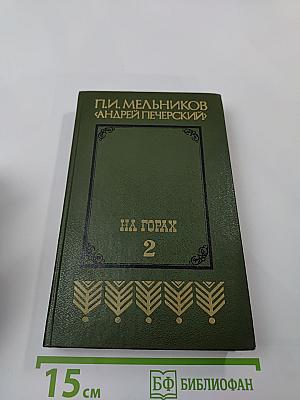 П.И. МЕЛЬНИКОВ
‹АНДРЕЙ ПЕЧЕРСКИЙ›
НА ГОРАХ
2
15 см
БФ БИБЛИОФАН